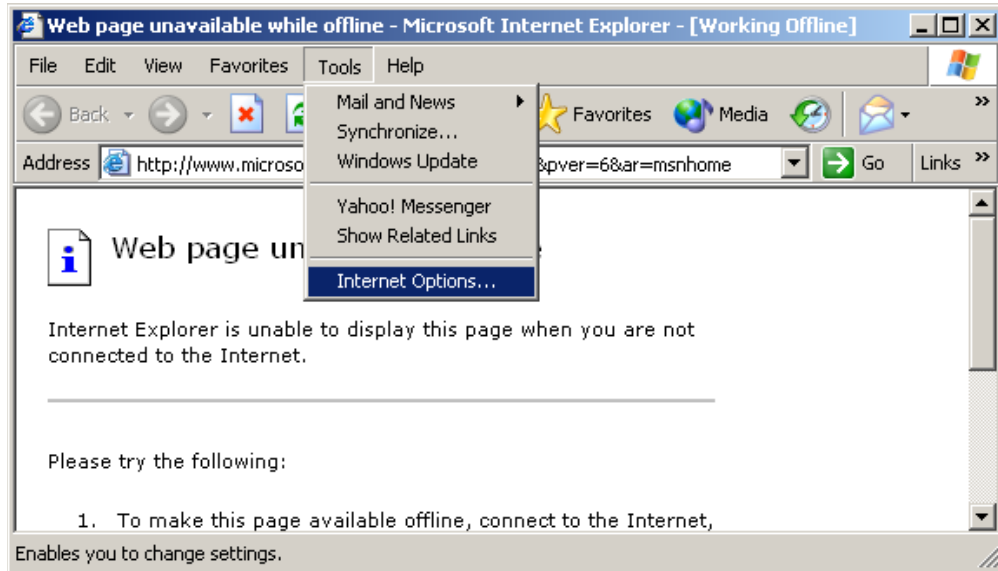 Web page unavailable while offline - Microsoft Internet Explorer - [Working Offline]
File Edit View Favorites Tools Help
Back Favorites Media »
Address http://www.microso &pver=6&ar=msnhome Go Links »
Mail and News
Synchronize...
Windows Update
Yahoo! Messenger
Show Related Links
Internet Options...
Web page un
Internet Explorer is unable to display this page when you are not
connected to the Internet.
Please try the following:
1. To make this page available offline, connect to the Internet,
Enables you to change settings.